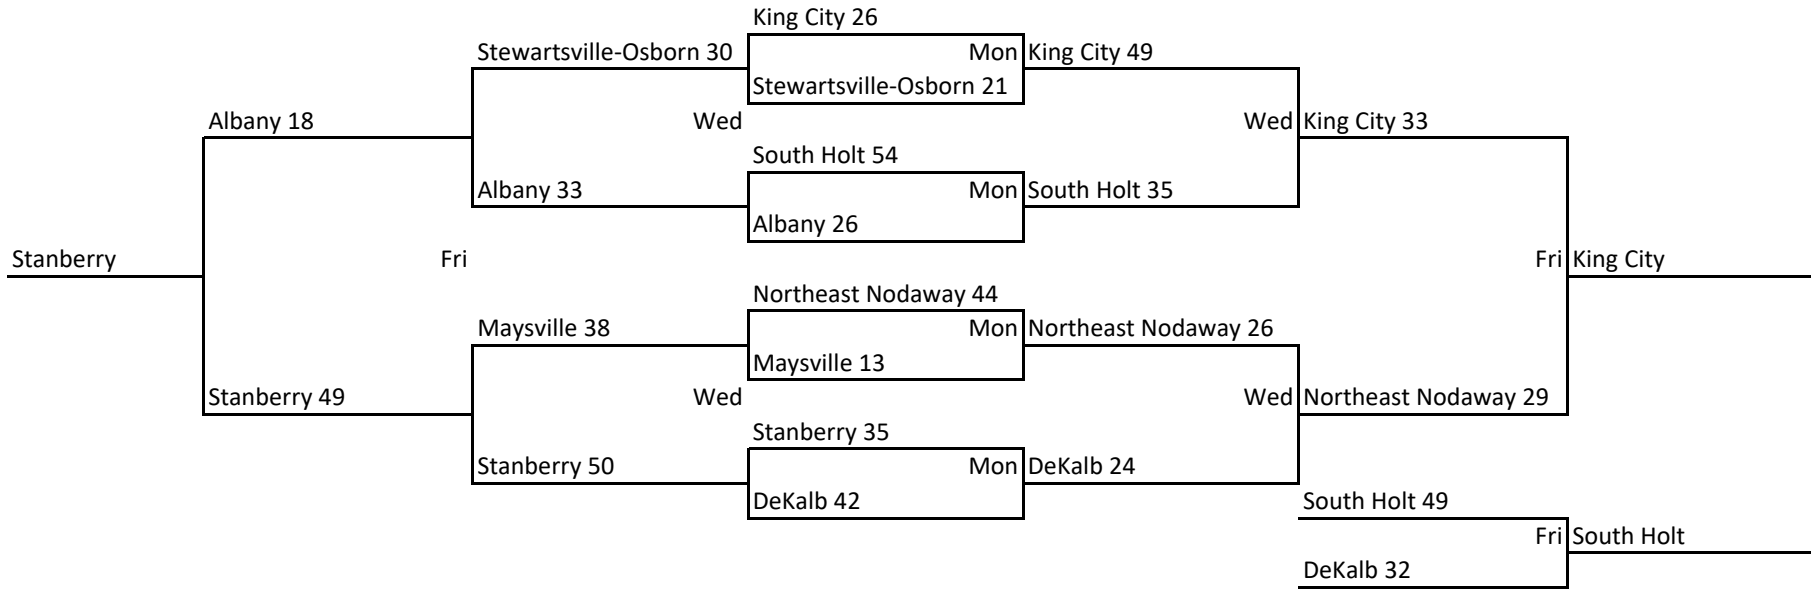 King City 26
Stewartsville-Osborn 30
Mon King City 49
Stewartsville-Osborn 21
Albany 18
Wed
Wed King City 33
South Holt 54
Albany 33
Mon South Holt 35
Albany 26
Stanberry
Fri
Fri King City
Northeast Nodaway 44
Maysville 38
Mon Northeast Nodaway 26
Maysville 13
Stanberry 49
Wed
Wed Northeast Nodaway 29
Stanberry 35
Stanberry 50
Mon DeKalb 24
DeKalb 42
South Holt 49
Fri South Holt
DeKalb 32